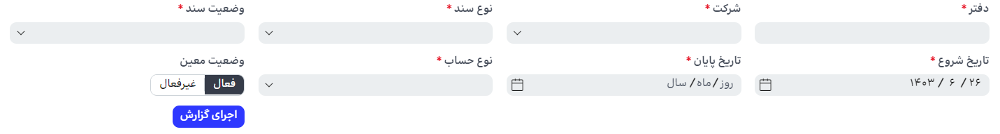 دفتر *
شرکت *
نوع سند *
وضعیت سند *
تاریخ شروع *
تاریخ پایان *
نوع حساب *
وضعیت معین
۲۶ / ۶ / ۱۴۰۳
روز/ماه/سال
فعال
غیرفعال
اجرای گزارش